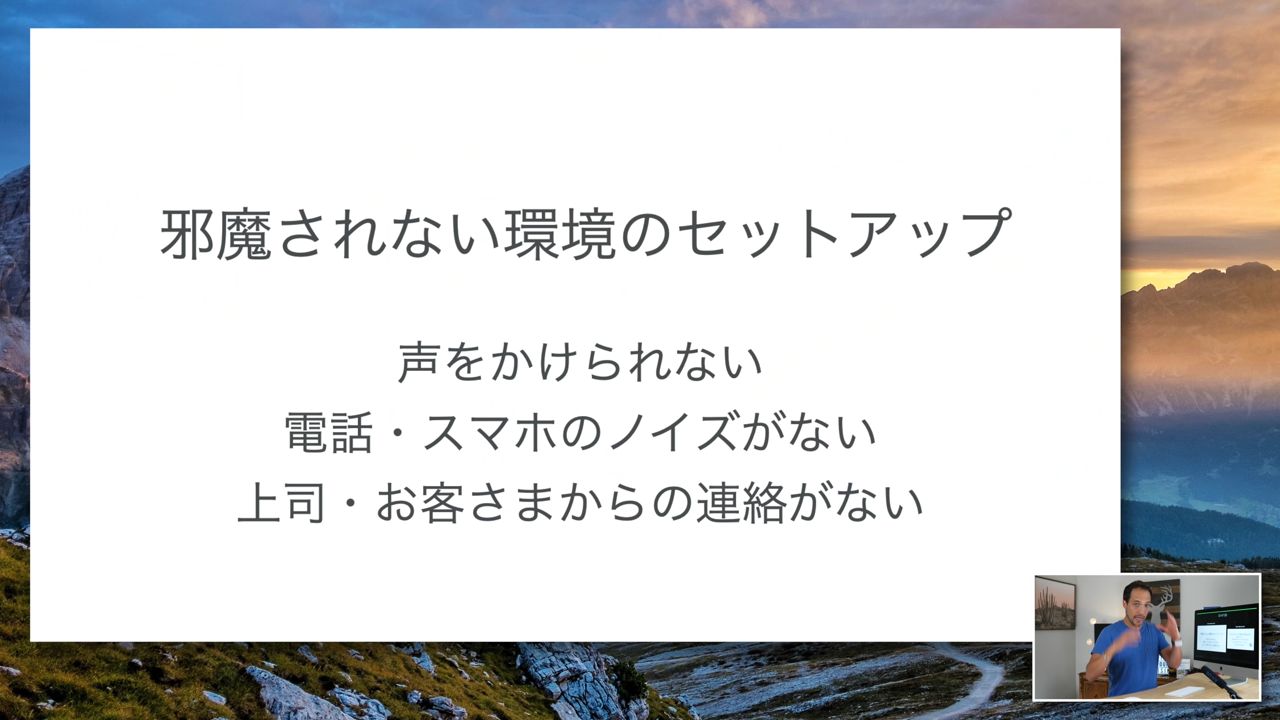 邪魔されない環境のセットアップ
声をかけられない
電話・スマホのノイズがない
上司・お客さまからの連絡がない